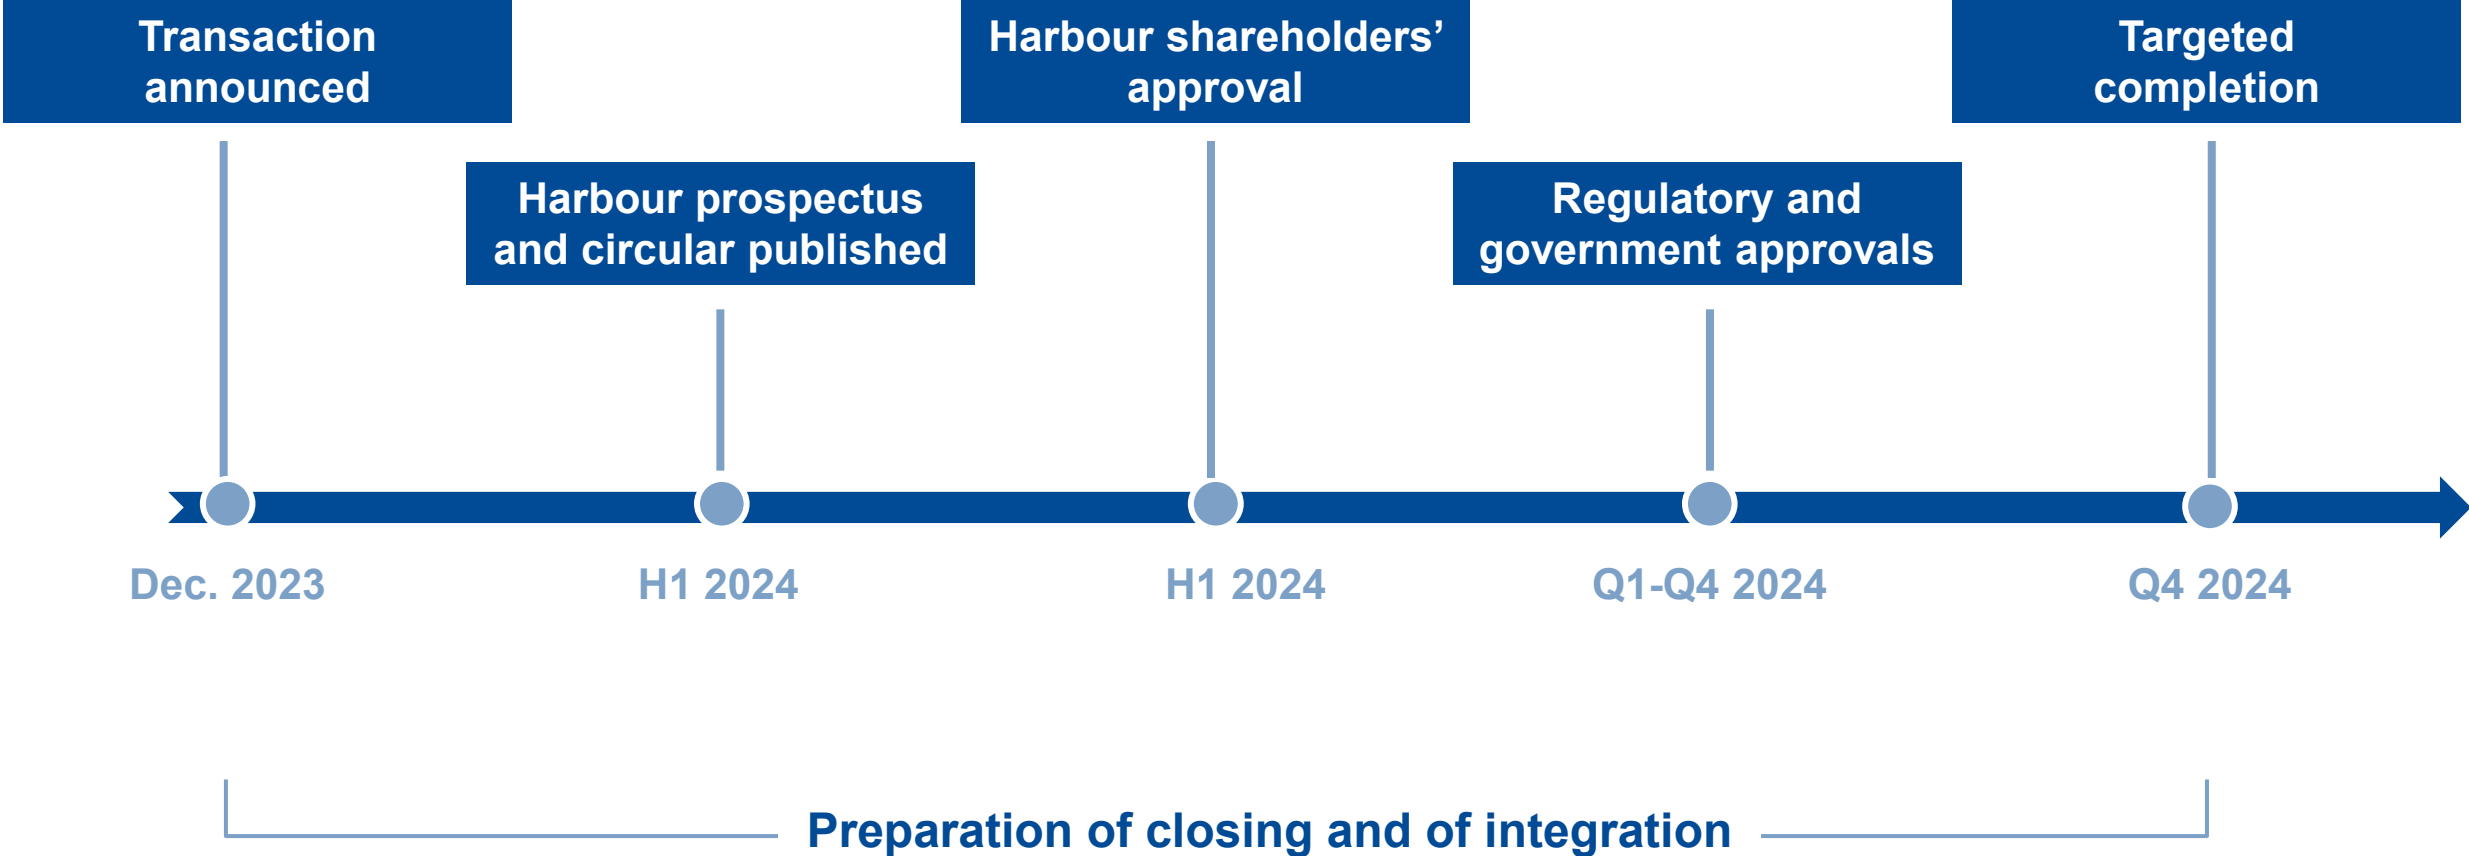 Transaction
announced
Harbour prospectus
and circular published
Harbour shareholders’
approval
Regulatory and
government approvals
Targeted
completion
Dec. 2023
H1 2024
H1 2024
Q1-Q4 2024
Q4 2024
Preparation of closing and of integration